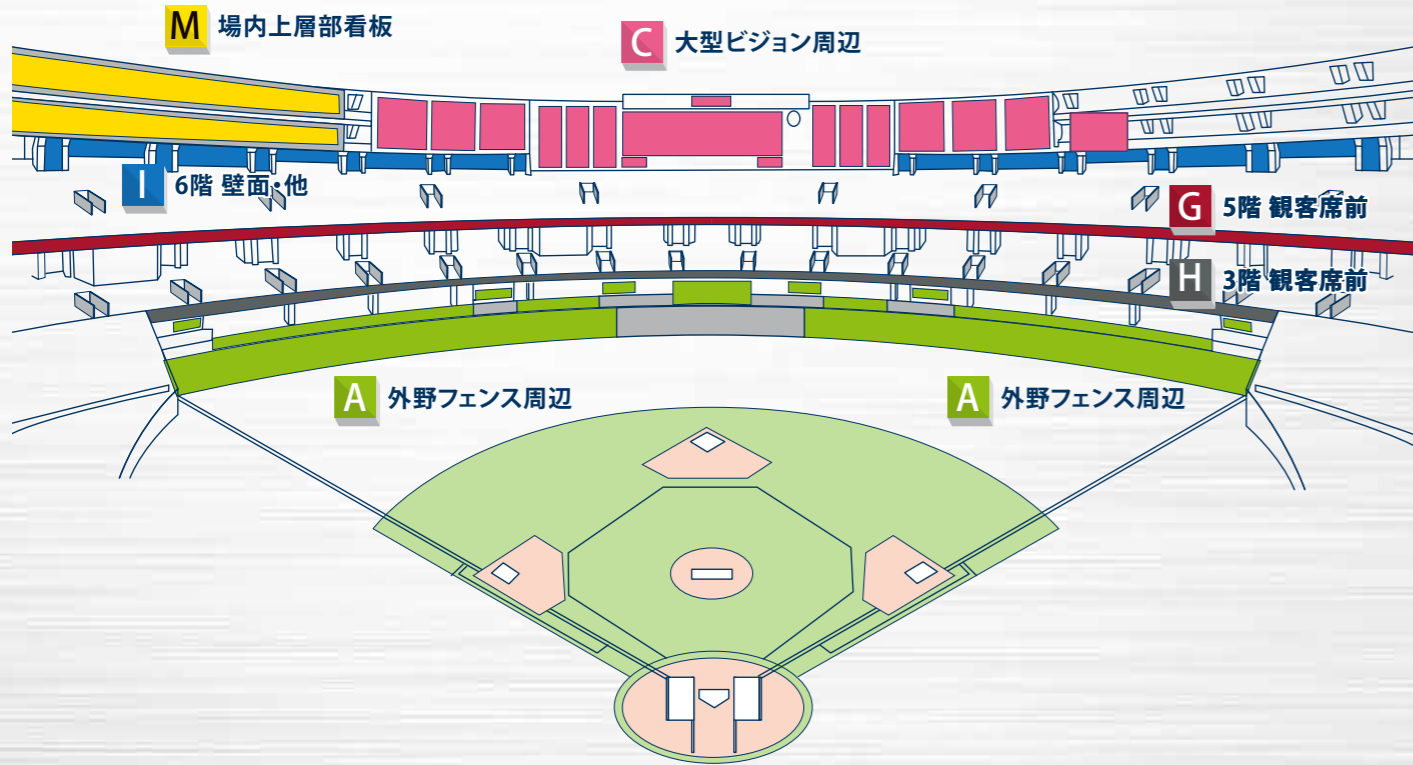 M 場内上層部看板
C 大型ビジョン周辺
I 6階 壁面・他
G 5階 観客席前
H 3階 観客席前
A 外野フェンス周辺
A 外野フェンス周辺